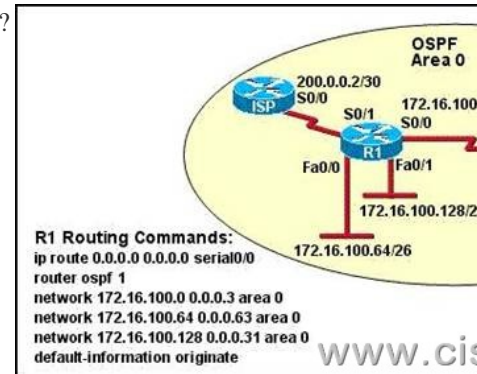 ?
OSPF
Area 0
200.0.0.2/30
S0/0
ISP
S0/1
172.16.100
S0/0
R1
Fa0/0
Fa0/1
172.16.100.128/2
172.16.100.64/26
R1 Routing Commands:
ip route 0.0.0.0 0.0.0.0 serial0/0
router ospf 1
network 172.16.100.0 0.0.0.3 area 0
network 172.16.100.64 0.0.0.63 area 0
network 172.16.100.128 0.0.0.31 area 0
default-information originate
www.cis